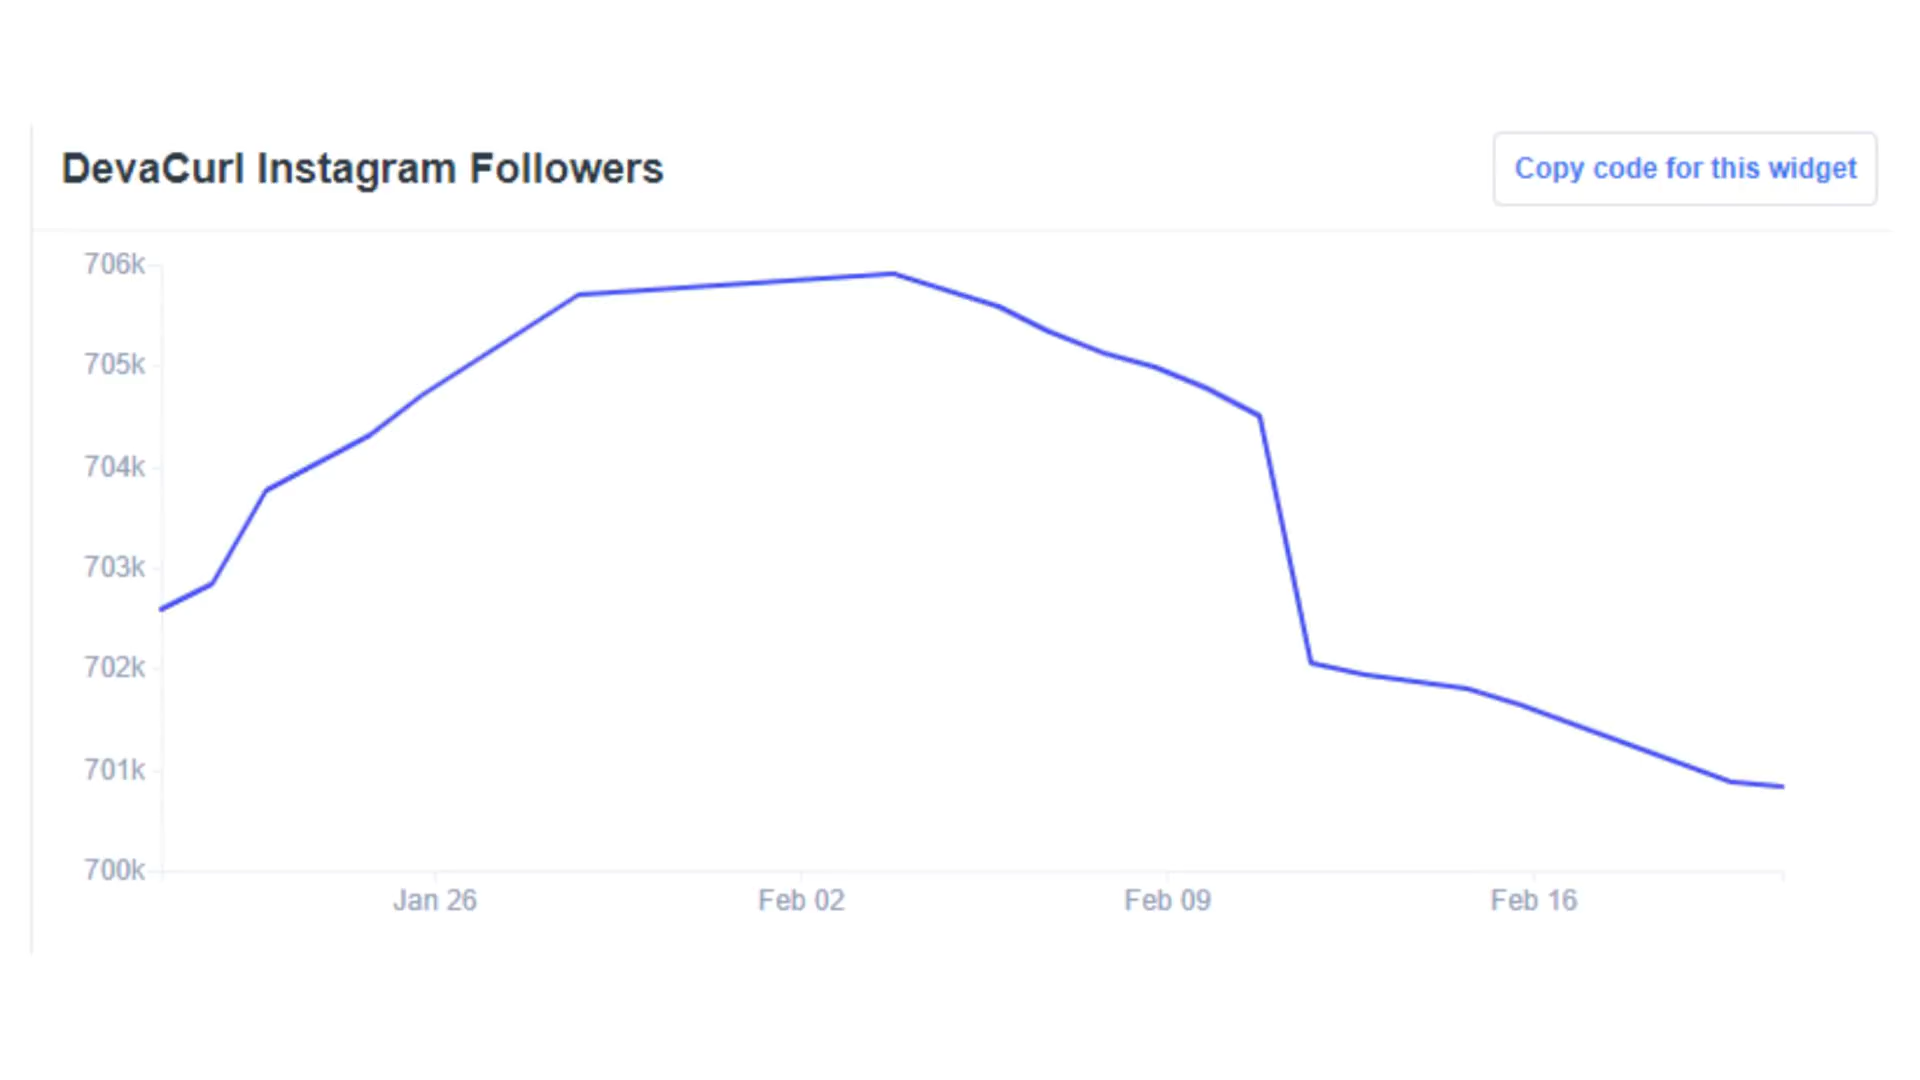 DevaCurl Instagram Followers
Copy code for this widget
706k
705k
704k
703k
702k
701k
700k
Jan 26
Feb 02
Feb 09
Feb 16